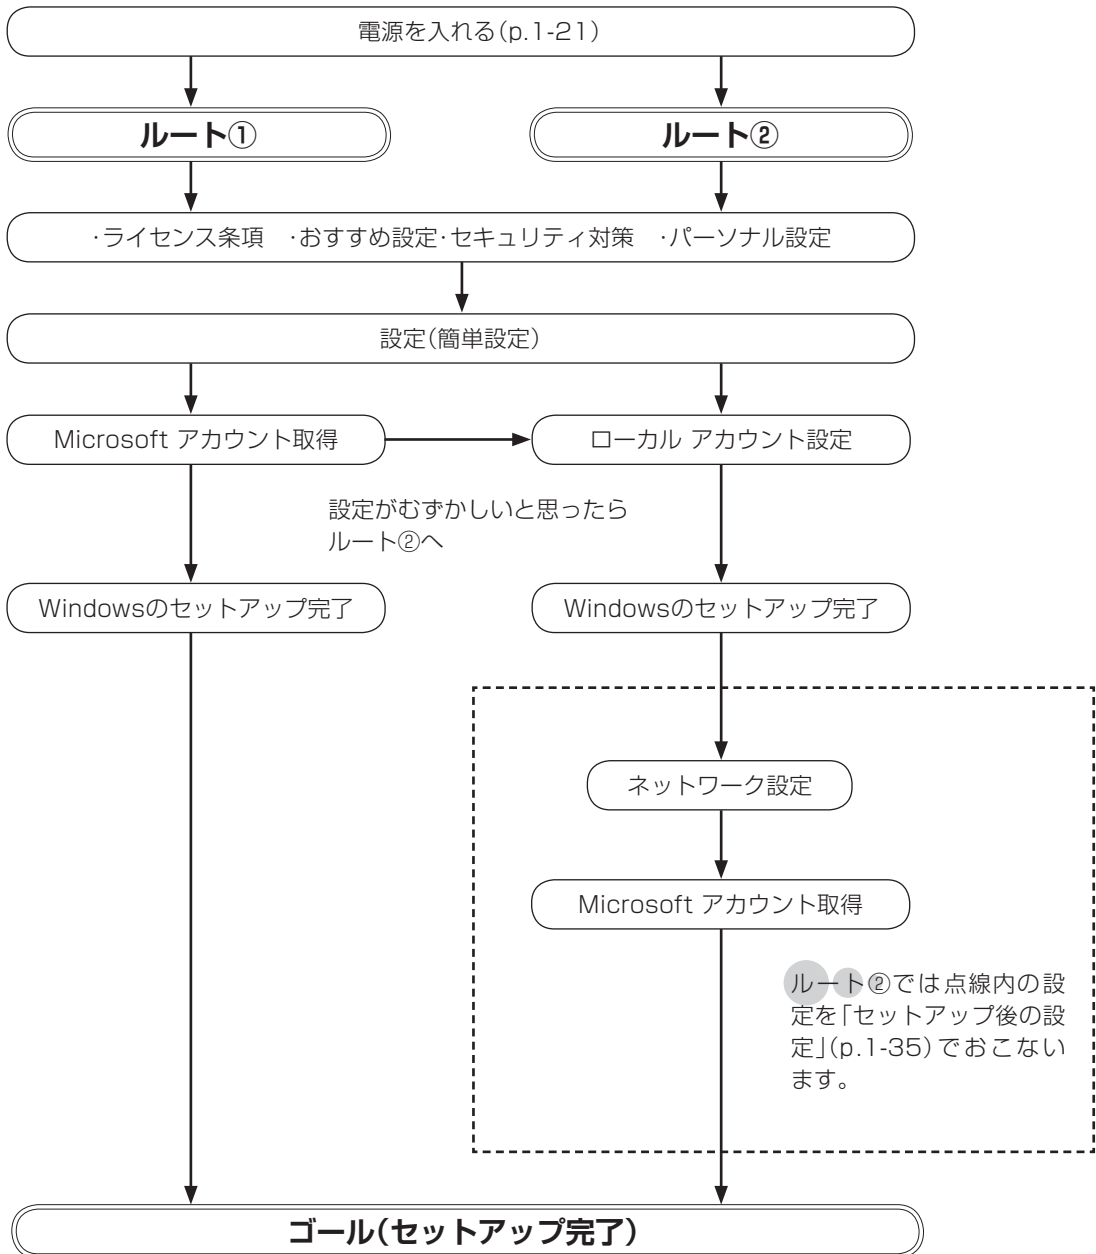 電源を入れる(p.1-21)
ルート①
ルート②
・ライセンス条項　・おすすめ設定・セキュリティ対策　・パーソナル設定
設定(簡単設定)
Microsoft アカウント取得
ローカル アカウント設定
設定がむずかしいと思ったら
ルート②へ
Windowsのセットアップ完了
Windowsのセットアップ完了
ネットワーク設定
Microsoft アカウント取得
ルート②では点線内の設
定を「セットアップ後の設
定」(p.1-35)でおこない
ます。
ゴール(セットアップ完了)